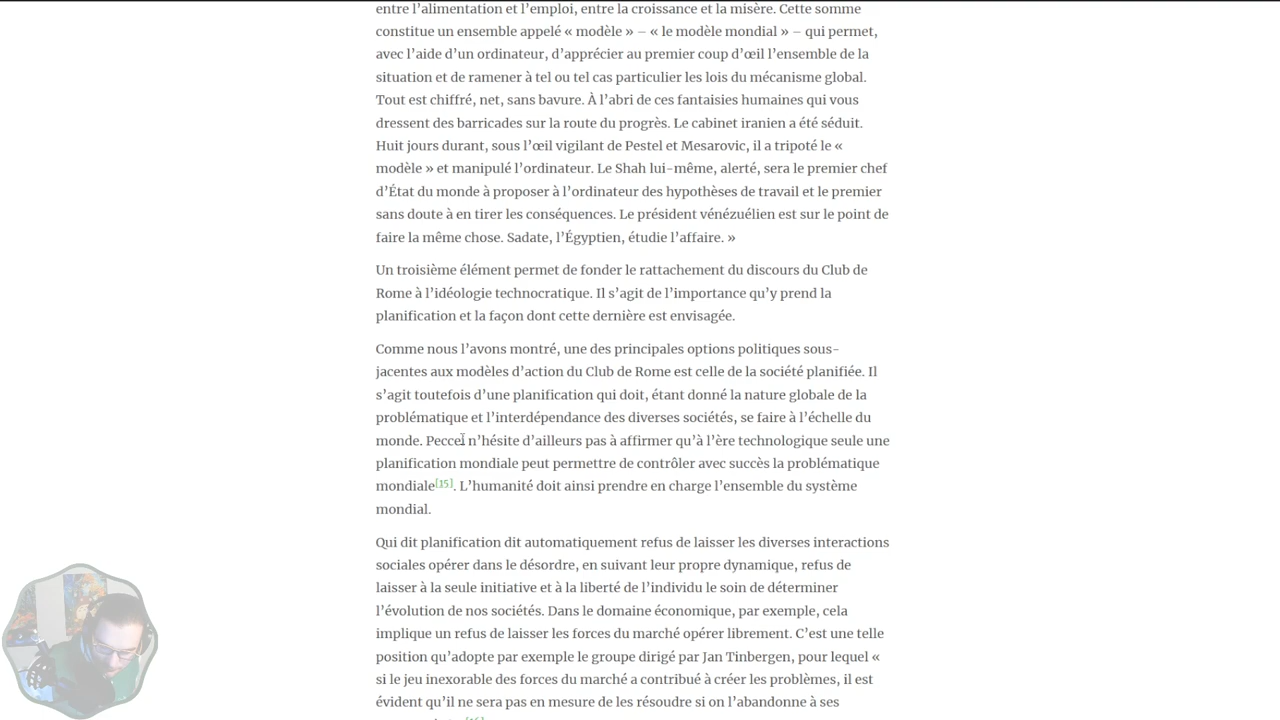 entre l’alimentation et l’emploi, entre la croissance et la misère. Cette somme
constitue un ensemble appelé « modèle » – « le modèle mondial » – qui permet,
avec l’aide d’un ordinateur, d’apprécier au premier coup d’œil l’ensemble de la
situation et de ramener à tel ou tel cas particulier les lois du mécanisme global.
Tout est chiffré, net, sans bavure. À l’abri de ces fantaisies humaines qui vous
dressent des barricades sur la route du progrès. Le cabinet iranien a été séduit.
Huit jours durant, sous l’œil vigilant de Pestel et Mesarovic, il a tripoté le «
modèle » et manipulé l’ordinateur. Le Shah lui-même, alerté, sera le premier chef
d’État du monde à proposer à l’ordinateur des hypothèses de travail et le premier
sans doute à en tirer les conséquences. Le président vénézuélien est sur le point de
faire la même chose. Sadate, l’Égyptien, étudie l’affaire. »
Un troisième élément permet de fonder le rattachement du discours du Club de
Rome à l’idéologie technocratique. Il s’agit de l’importance qu’y prend la
planification et la façon dont cette dernière est envisagée.
Comme nous l’avons montré, une des principales options politiques sous-
jacentes aux modèles d’action du Club de Rome est celle de la société planifiée. Il
s’agit toutefois d’une planification qui doit, étant donné la nature globale de la
problématique et l’interdépendance des diverses sociétés, se faire à l’échelle du
monde. Peccei n’hésite d’ailleurs pas à affirmer qu’à l’ère technologique seule une
planification mondiale peut permettre de contrôler avec succès la problématique
mondiale[15]. L’humanité doit ainsi prendre en charge l’ensemble du système
mondial.
Qui dit planification dit automatiquement refus de laisser les diverses interactions
sociales opérer dans le désordre, en suivant leur propre dynamique, refus de
laisser à la seule initiative et à la liberté de l’individu le soin de déterminer
l’évolution de nos sociétés. Dans le domaine économique, par exemple, cela
implique un refus de laisser les forces du marché opérer librement. C’est une telle
position qu’adopte par exemple le groupe dirigé par Jan Tinbergen, pour lequel «
si le jeu inexorable des forces du marché a contribué à créer les problèmes, il est
évident qu’il ne sera pas en mesure de les résoudre si on l’abandonne à ses